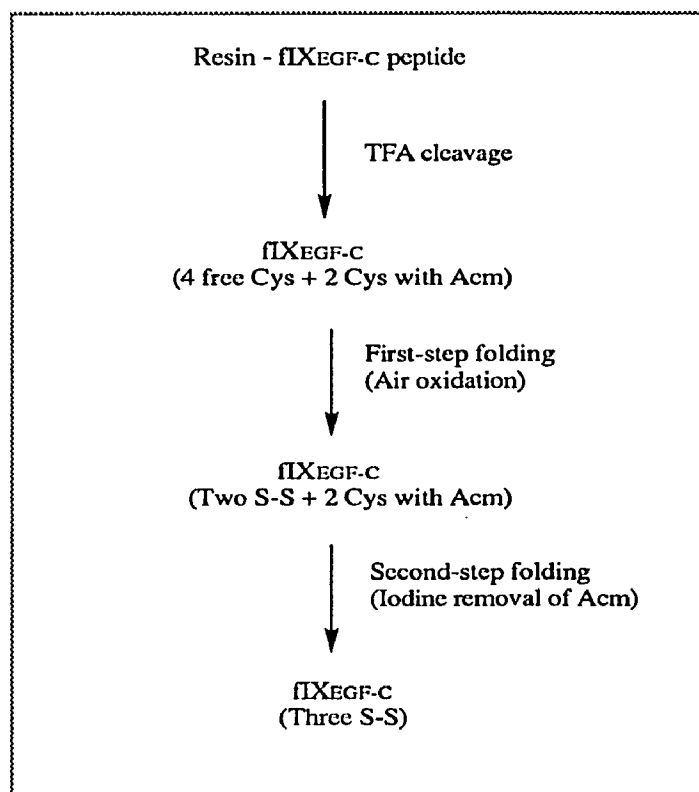 Resin - fIXEGF-C peptide
TFA cleavage
fIXEGF-C
(4 free Cys + 2 Cys with Acm)
First-step folding
(Air oxidation)
fIXEGF-C
(Two S-S + 2 Cys with Acm)
Second-step folding
(Iodine removal of Acm)
fIXEGF-C
(Three S-S)